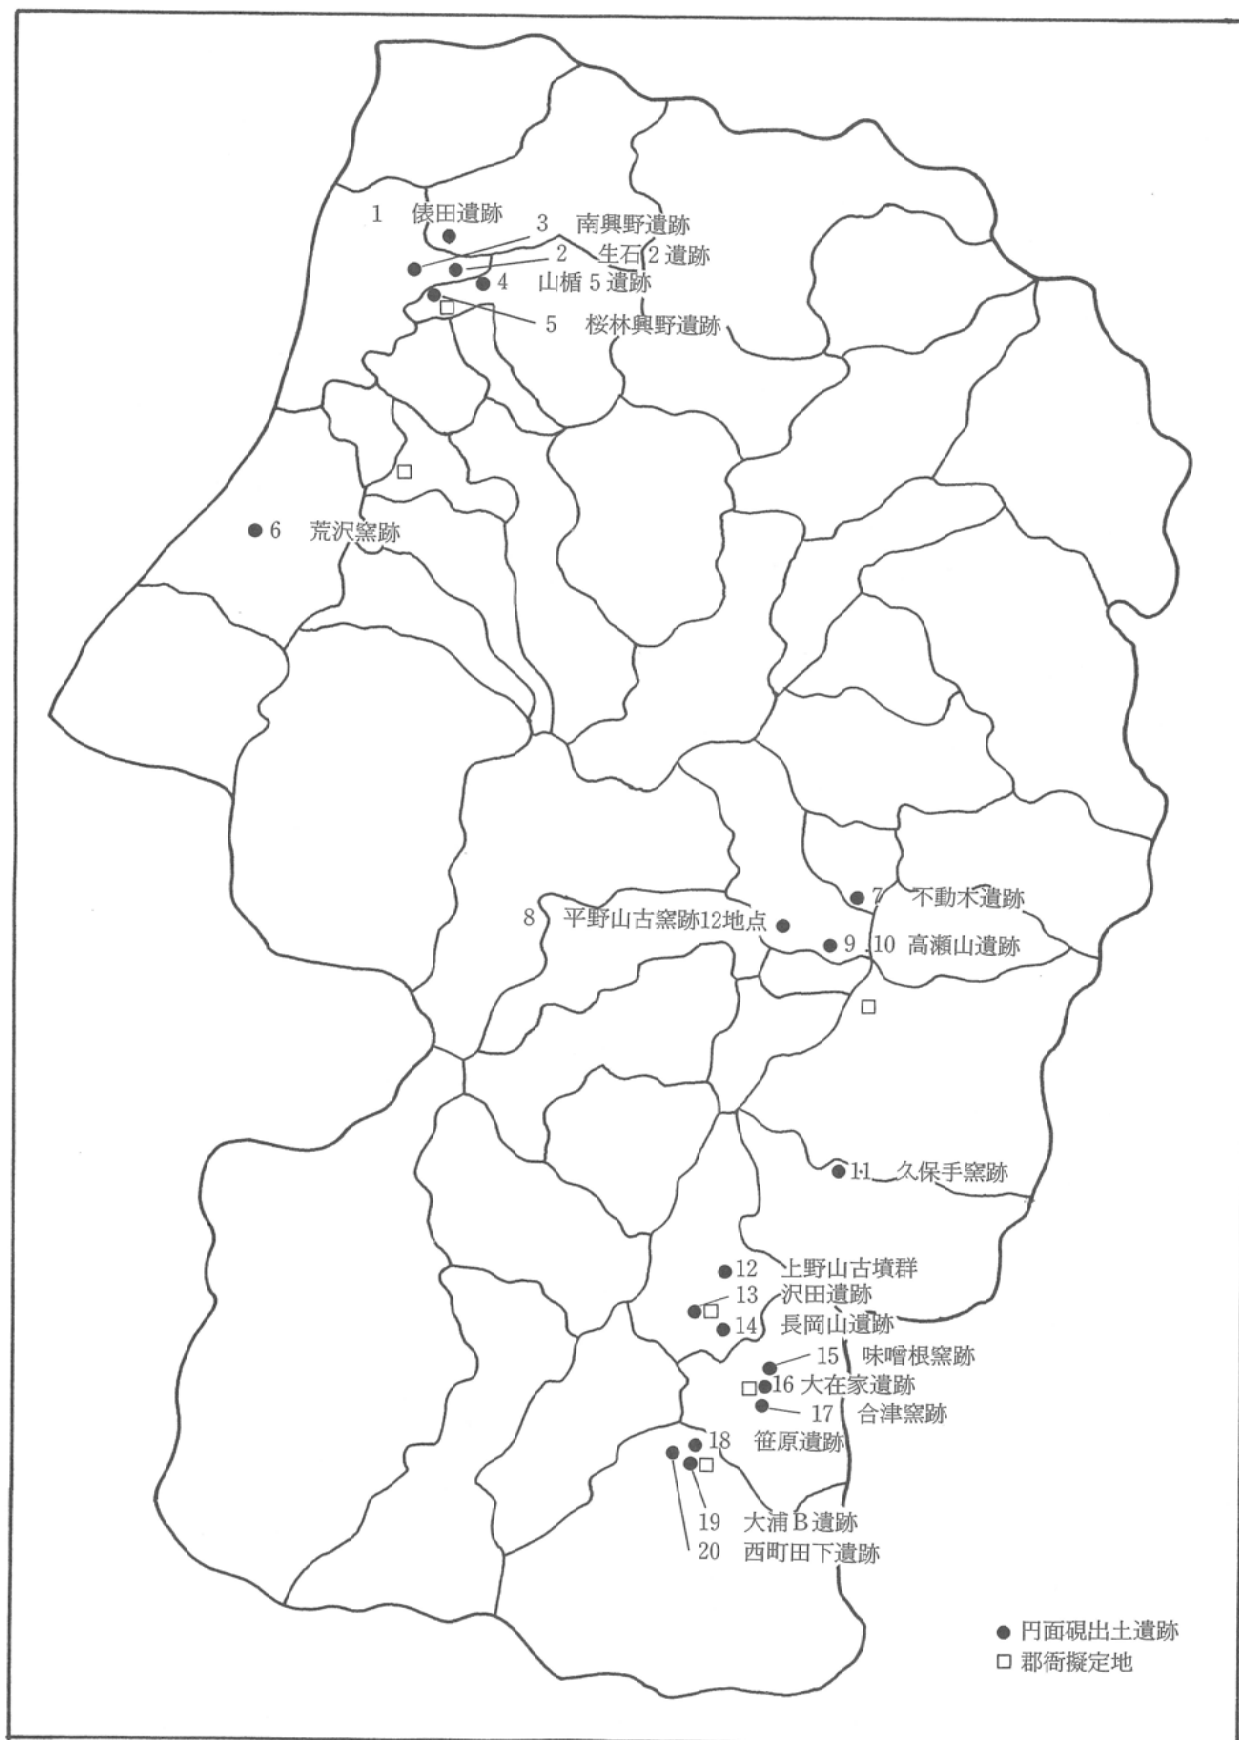 1 俵田遺跡
3 南興野遺跡
2 生石2遺跡
4 山楯5遺跡
5 桜林興野遺跡
6 荒沢窯跡
7 不動木遺跡
8 平野山古窯跡12地点
9.10 高瀬山遺跡
11 久保手窯跡
12 上野山古墳群
13 沢田遺跡
14 長岡山遺跡
15 味噌根窯跡
16 大在家遺跡
17 合津窯跡
18 笹原遺跡
19 大浦B遺跡
20 西町田下遺跡
● 円面硯出土遺跡
□ 郡衙擬定地